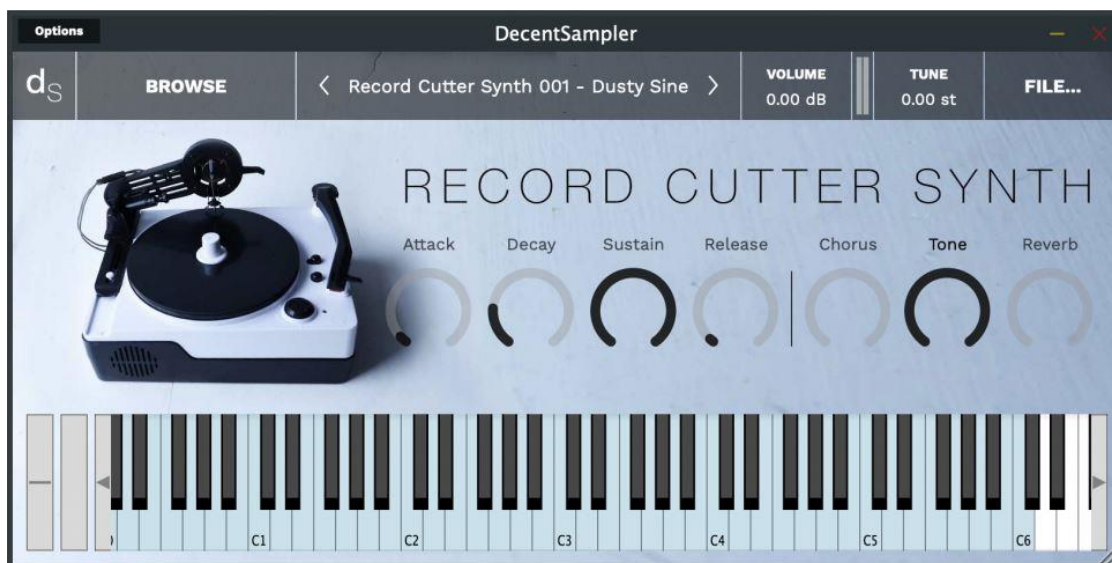 Options
DecentSampler
ds
BROWSE
Record Cutter Synth 001 - Dusty Sine
VOLUME
0.00 dB
TUNE
0.00 st
FILE...
RECORD CUTTER SYNTH
Attack Decay Sustain Release Chorus Tone Reverb
C1 C2 C3 C4 C5 C6